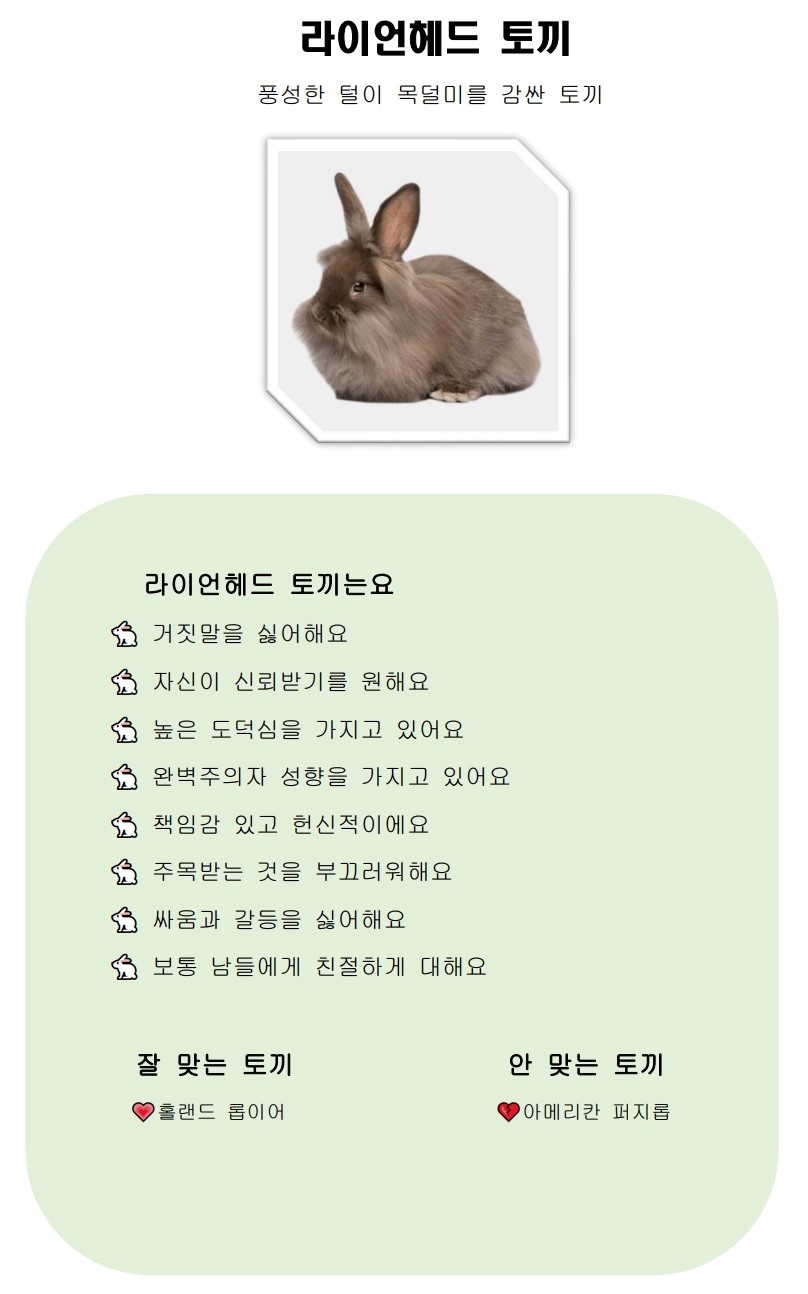 라이언헤드 토끼
풍성한 털이 목덜미를 감싼 토끼
라이언헤드 토끼는요
거짓말을 싫어해요
자신이 신뢰받기를 원해요
높은 도덕심을 가지고 있어요
완벽주의자 성향을 가지고 있어요
책임감 있고 헌신적이에요
주목받는 것을 부끄러워해요
싸움과 갈등을 싫어해요
보통 남들에게 친절하게 대해요
잘 맞는 토끼
안 맞는 토끼
홀랜드 롭이어
아메리칸 퍼지롭